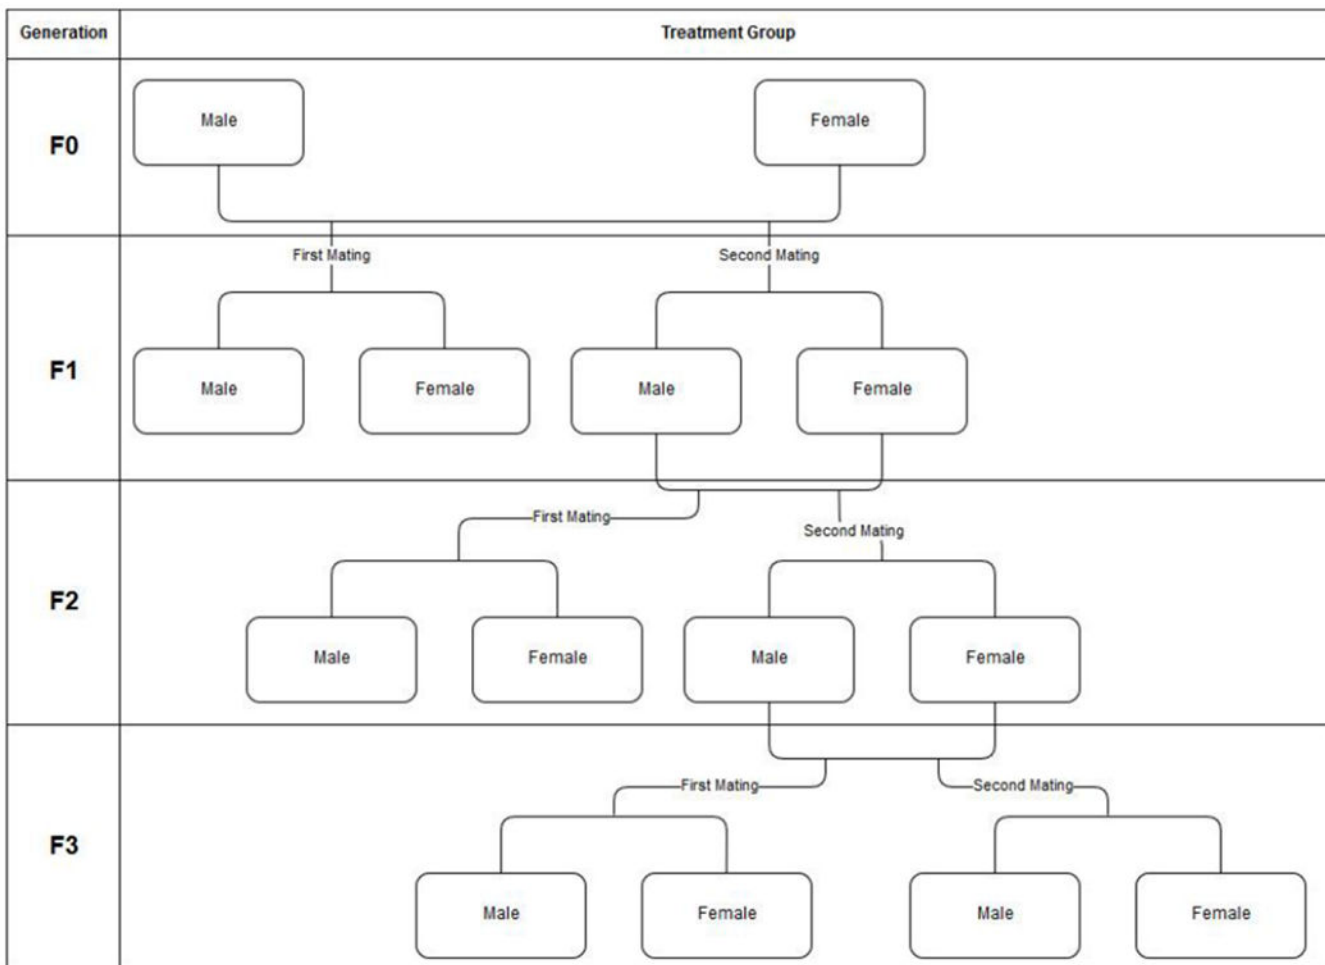 Generation
Treatment Group
F0
Male
Female
First Mating
Second Mating
F1
Male
Female
Male
Female
First Mating
Second Mating
F2
Male
Female
Male
Female
First Mating
Second Mating
F3
Male
Female
Male
Female